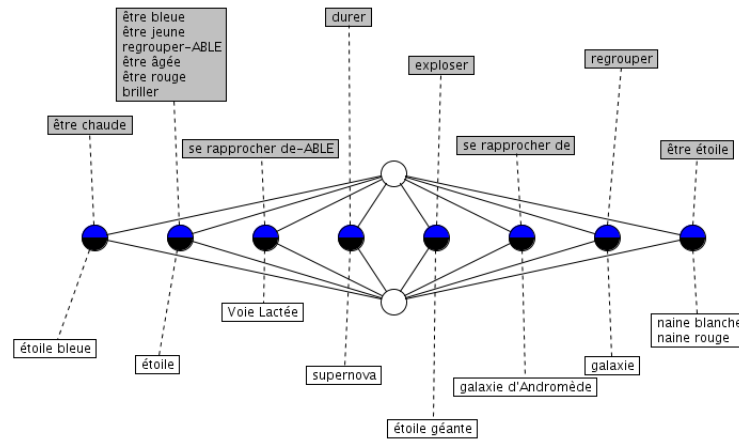 être bleue
être jeune
regrouper-ABLE
être âgée
être rouge
briller
durer
exploser
regrouper
être chaude
se rapprocher de-ABLE
se rapprocher de
être étoile
étoile bleue
étoile
Voie Lactée
supernova
étoile géante
galaxie d'Andromède
galaxie
naine blanche
naine rouge